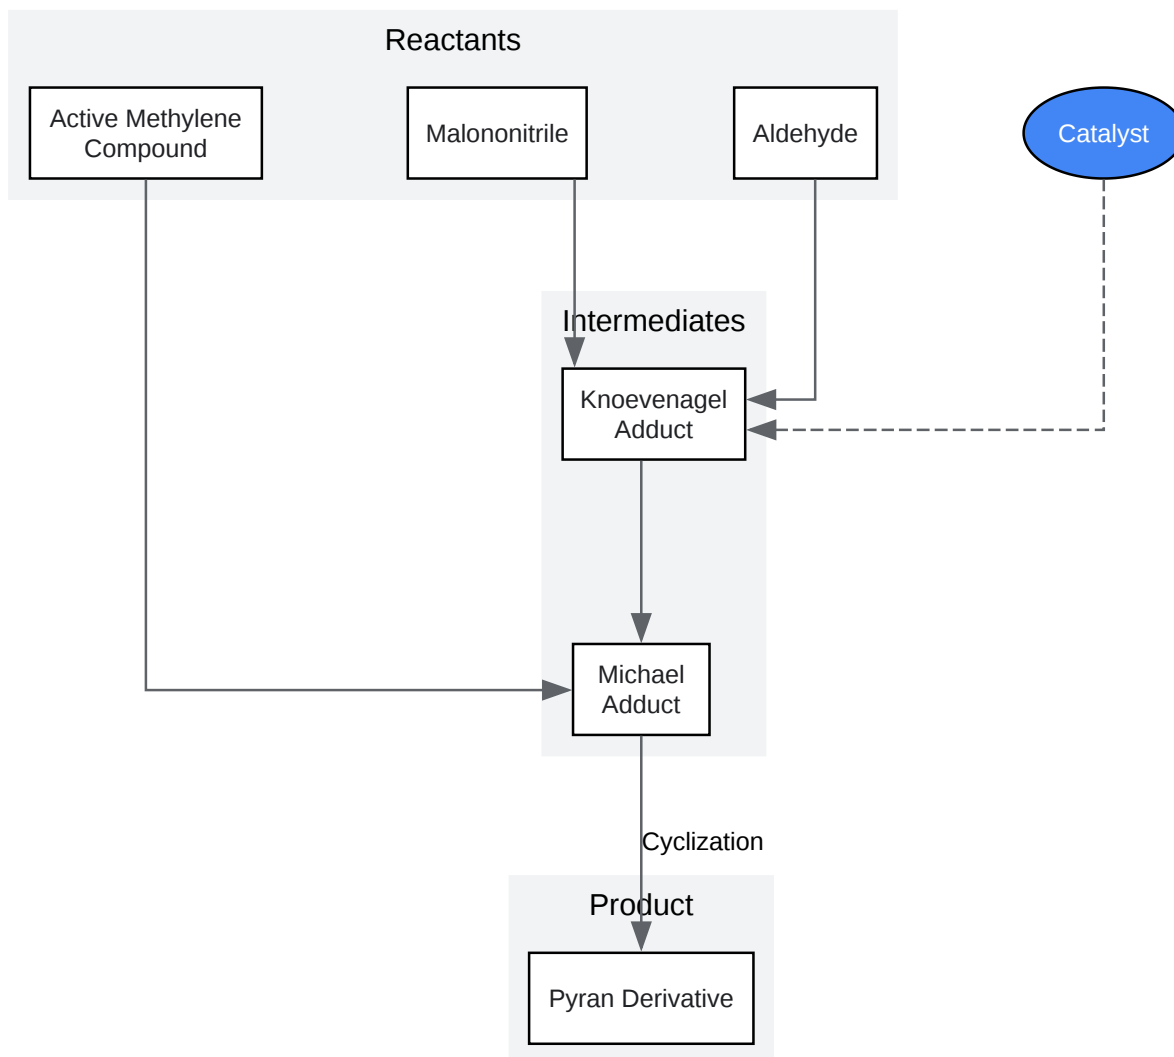 Reactants
Active Methylene
Compound
Malononitrile
Aldehyde
Catalyst
Intermediates
Knoevenagel
Adduct
Michael
Adduct
Cyclization
Product
Pyran Derivative